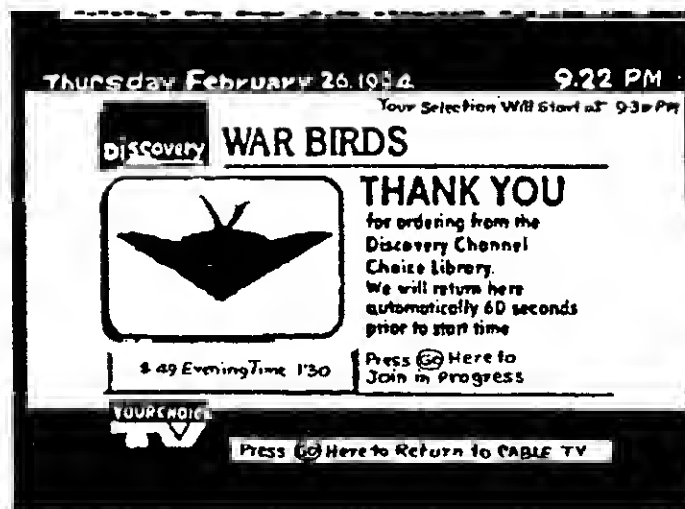 Thursday February 26, 1994
9:22 PM
Your Selection Will Start at 9:30 PM
Discovery
WAR BIRDS
THANK YOU
for ordering from the
Discovery Channel
Choice Library.
We will return here
automatically 60 seconds
prior to start time
$ .49 Evening Time 1:30
Press GO Here to
Join in Progress
YOUR CHOICE
TV
Press GO Here to Return to CABLE TV